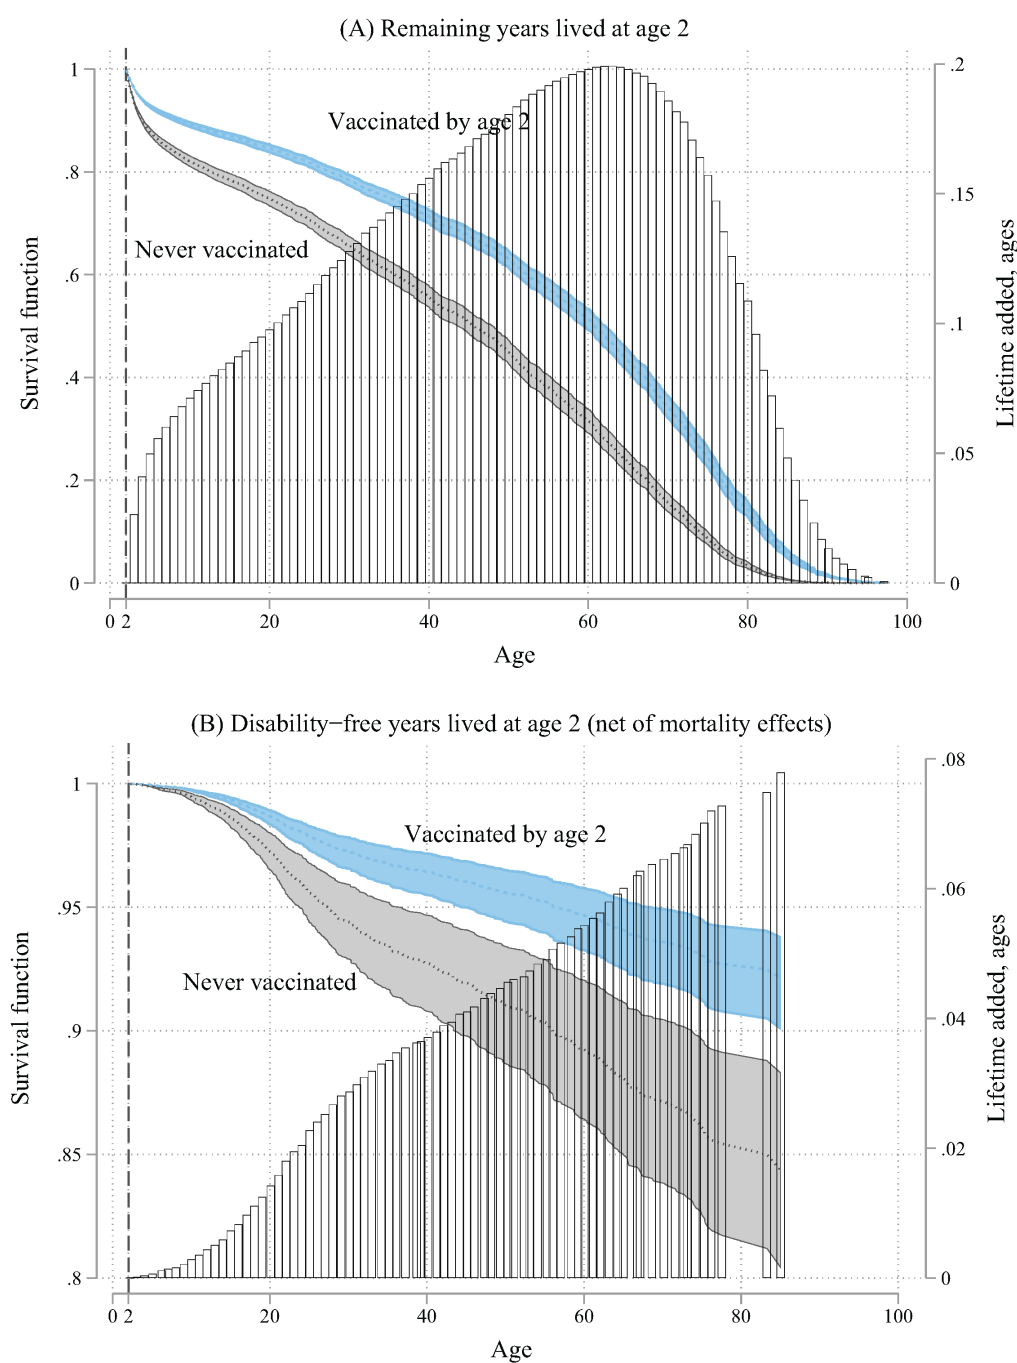 (A) Remaining years lived at age 2
1
.8
.6
.4
.2
0
Survival function
Vaccinated by age 2
Never vaccinated
.2
.15
.1
.05
0
Lifetime added, ages
0 2 20 40 60 80 100
Age
(B) Disability−free years lived at age 2 (net of mortality effects)
1
.95
.9
.85
.8
Survival function
Vaccinated by age 2
Never vaccinated
.08
.06
.04
.02
0
Lifetime added, ages
0 2 20 40 60 80 100
Age